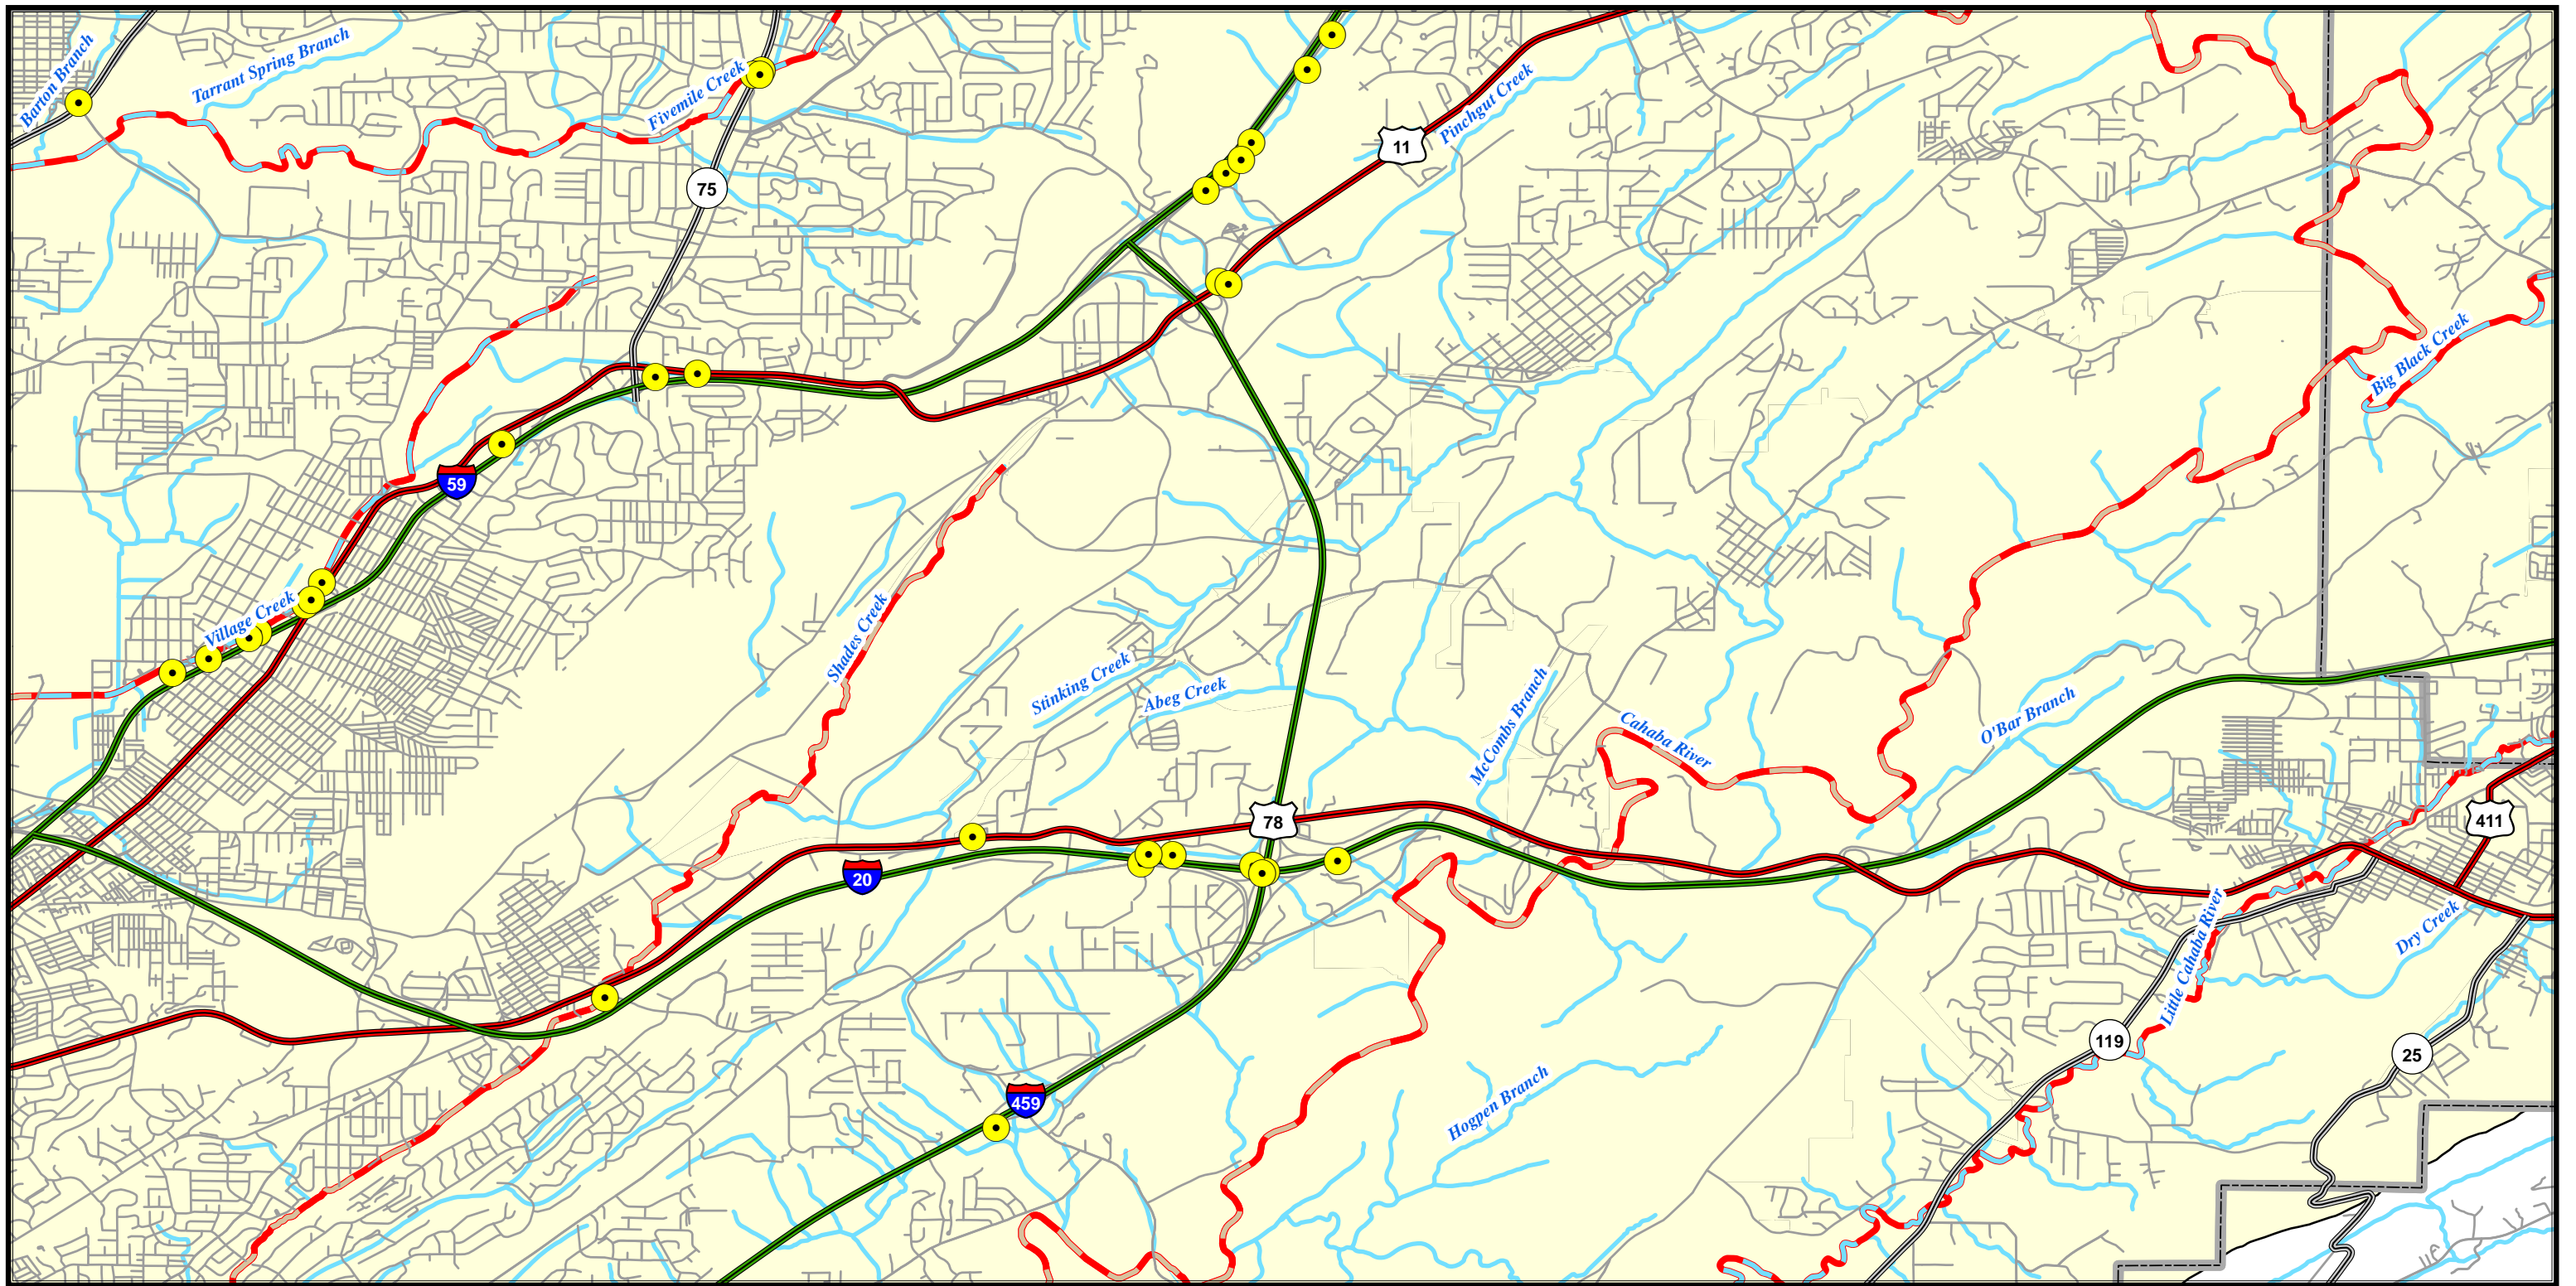 Barton Branch
Tarrant Spring Branch
Fivemile Creek
Pinchgut Creek
11
75
Big Black Creek
59
Village Creek
Shades Creek
Stinking Creek
Abeg Creek
McCombs Branch
Cahaba River
O'Bar Branch
78
411
20
Little Cahaba River
Dry Creek
119
25
459
Hogpen Branch